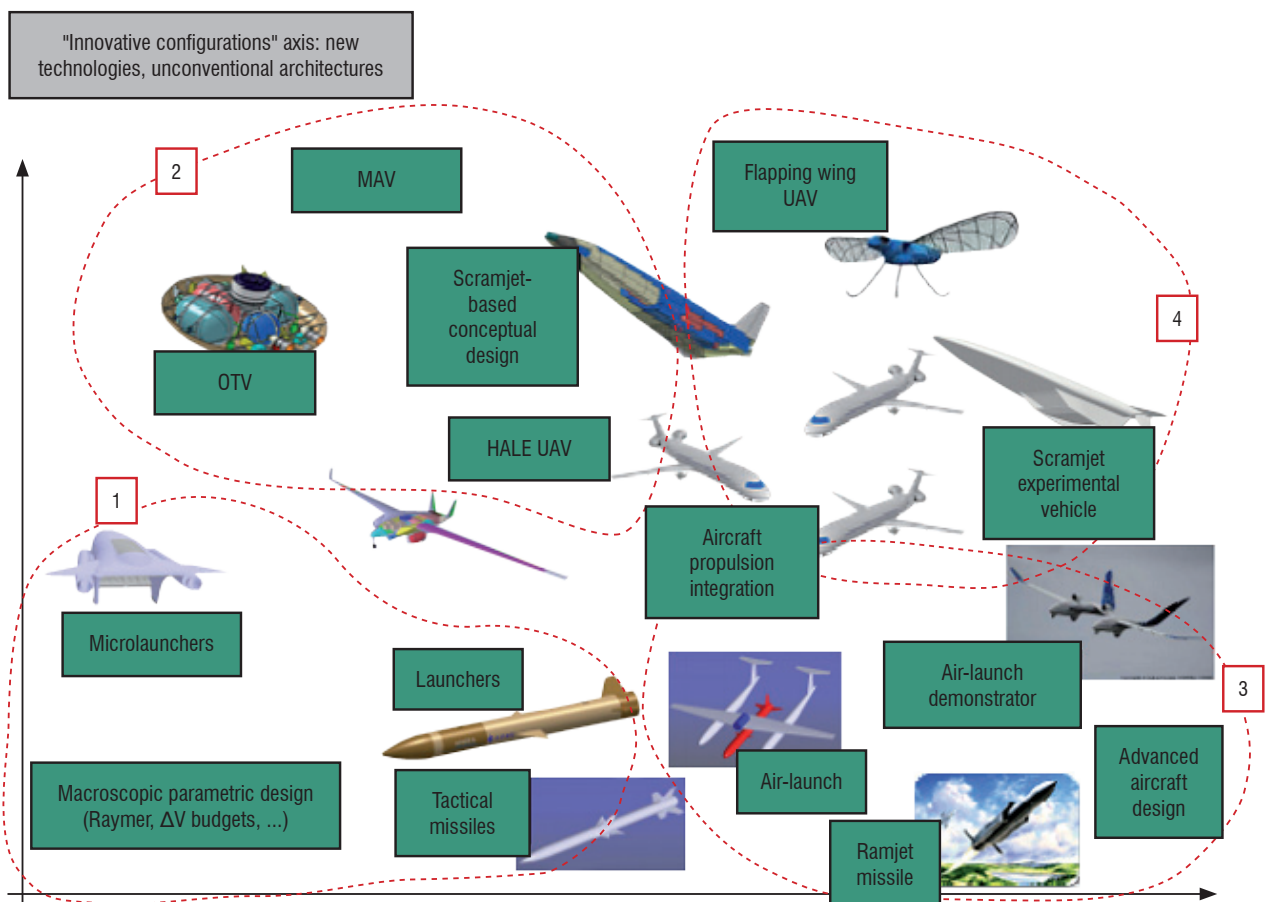 "Innovative configurations" axis: new
technologies, unconventional architectures
2
MAV
Flapping wing
UAV
Scramjet-
based
conceptual
design
4
OTV
HALE UAV
Scramjet
experimental
vehicle
1
Aircraft
propulsion
integration
Microlaunchers
Launchers
Air-launch
demonstrator
3
Macroscopic parametric design
(Raymer, ΔV budgets, ...)
Tactical
missiles
Air-launch
Advanced
aircraft
design
Ramjet
missile